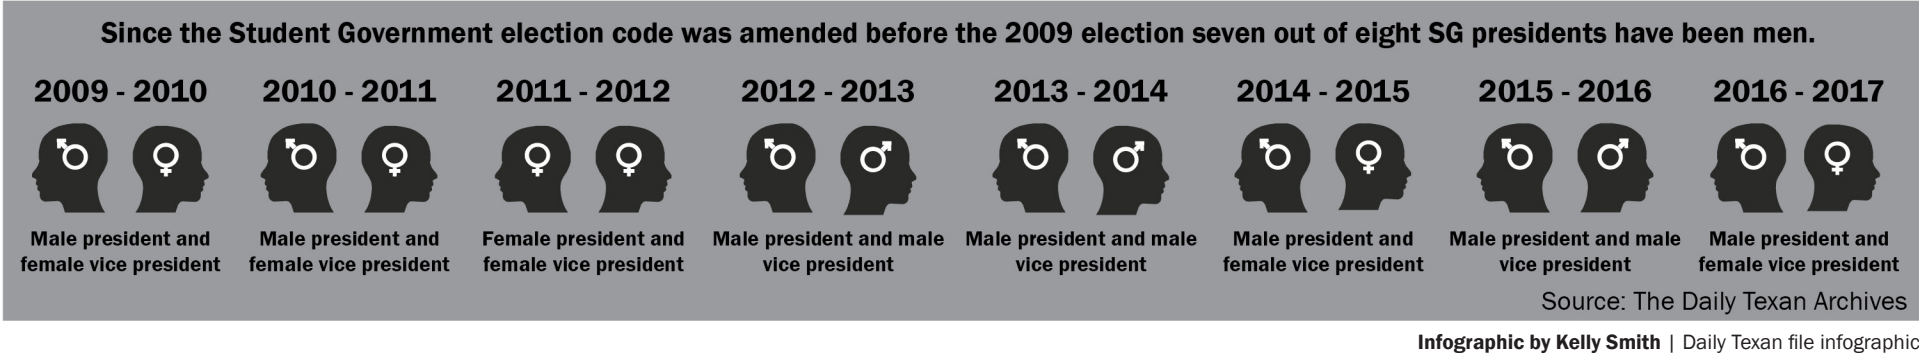 Since the Student Government election code was amended before the 2009 election seven out of eight SG presidents have been men.
2009 - 2010
Male president and
female vice president
2010 - 2011
Male president and
female vice president
2011 - 2012
Female president and
female vice president
2012 - 2013
Male president and male
vice president
2013 - 2014
Male president and male
vice president
2014 - 2015
Male president and
female vice president
2015 - 2016
Male president and male
vice president
2016 - 2017
Male president and
female vice president
Source: The Daily Texan Archives
Infographic by Kelly Smith | Daily Texan file infographic